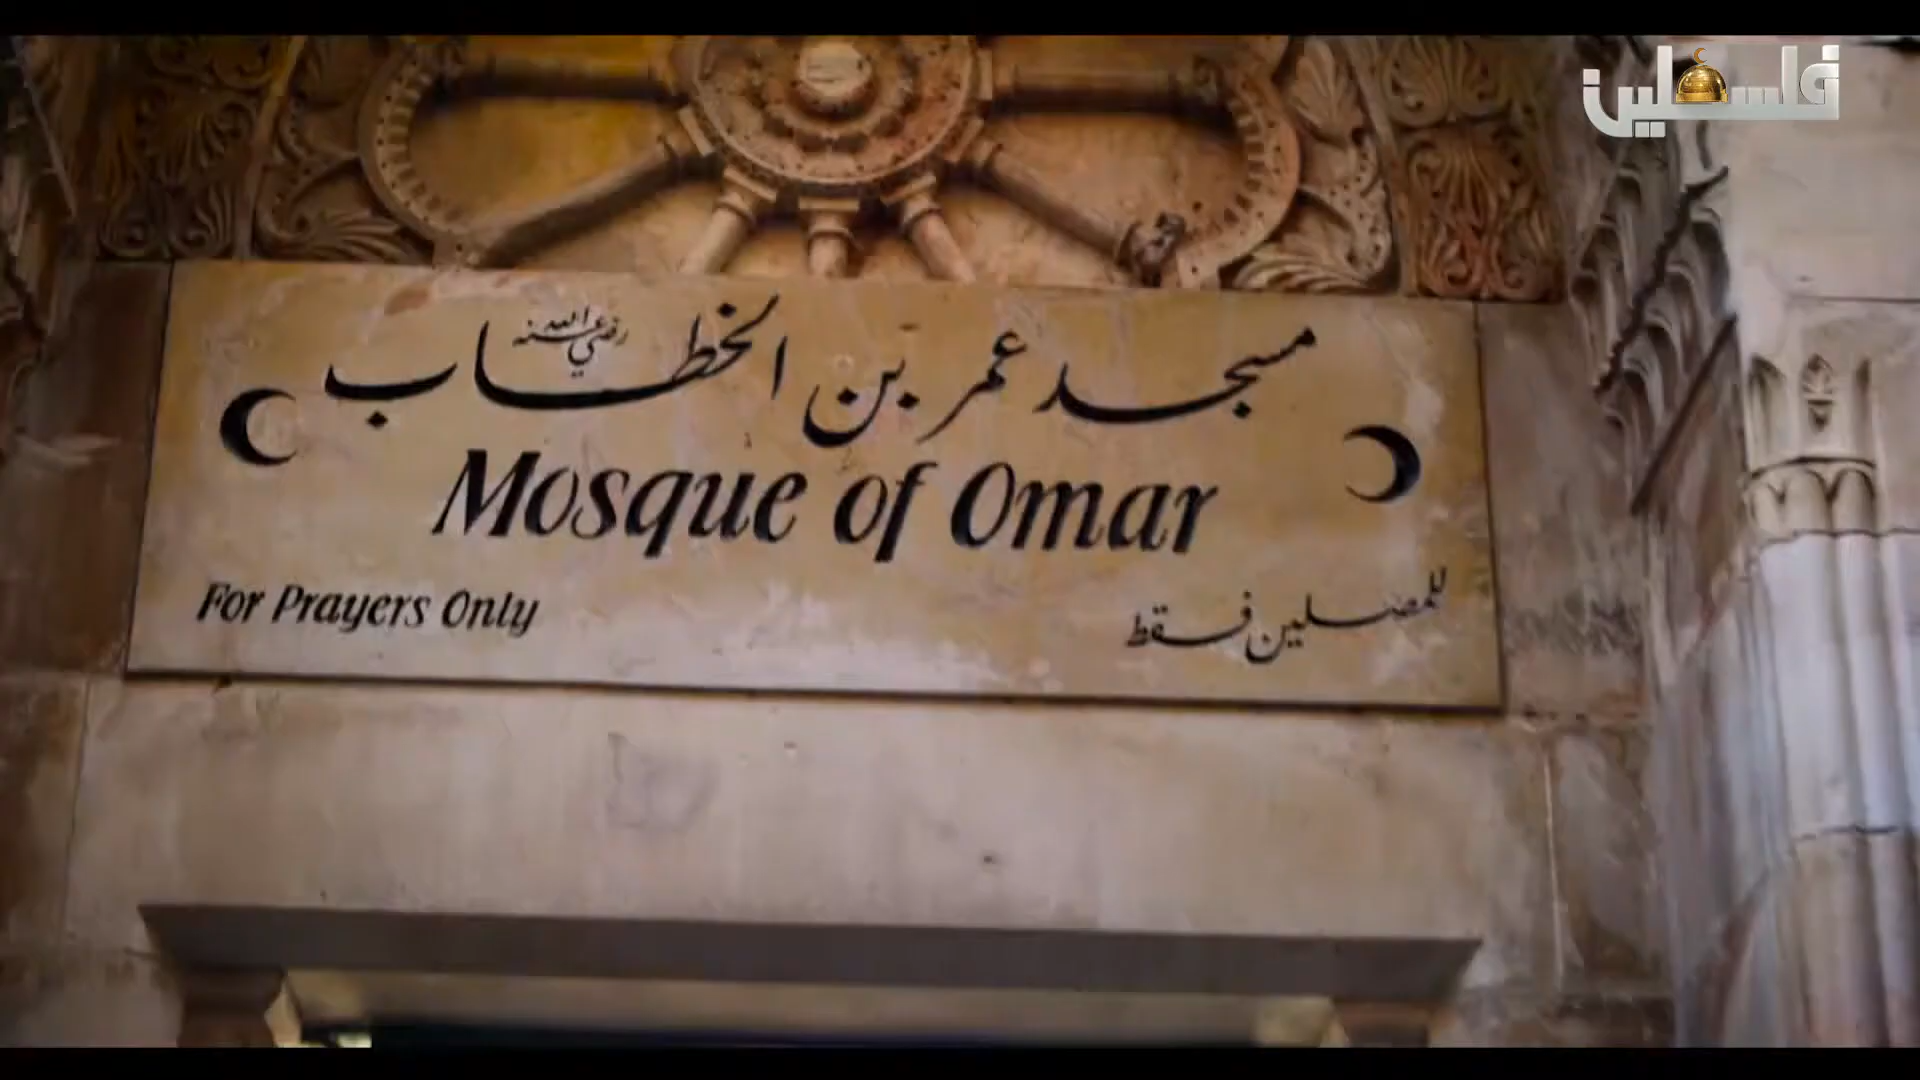 فلسطين
مسجد عمر بن الخطاب
رضي الله عنه
Mosque of Omar
For Prayers Only
للمصلين فقط